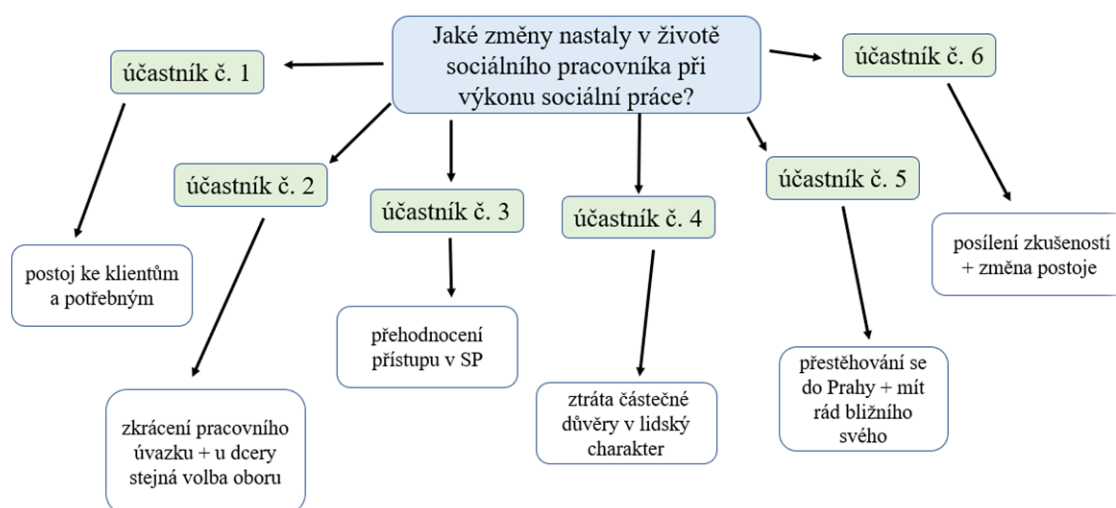 Jaké změny nastaly v životě
sociálního pracovníka při
výkonu sociální práce?
účastník č. 1
účastník č. 2
účastník č. 3
účastník č. 4
účastník č. 5
účastník č. 6
postoj ke klientům
a potřebným
zkrácení pracovního
úvazku + u dcery
stejná volba oboru
přehodnocení
přístupu v SP
ztráta částečné
důvěry v lidský
charakter
přestěhování se
do Prahy + mít
rád bližního
svého
posílení zkušeností
+ změna postoje